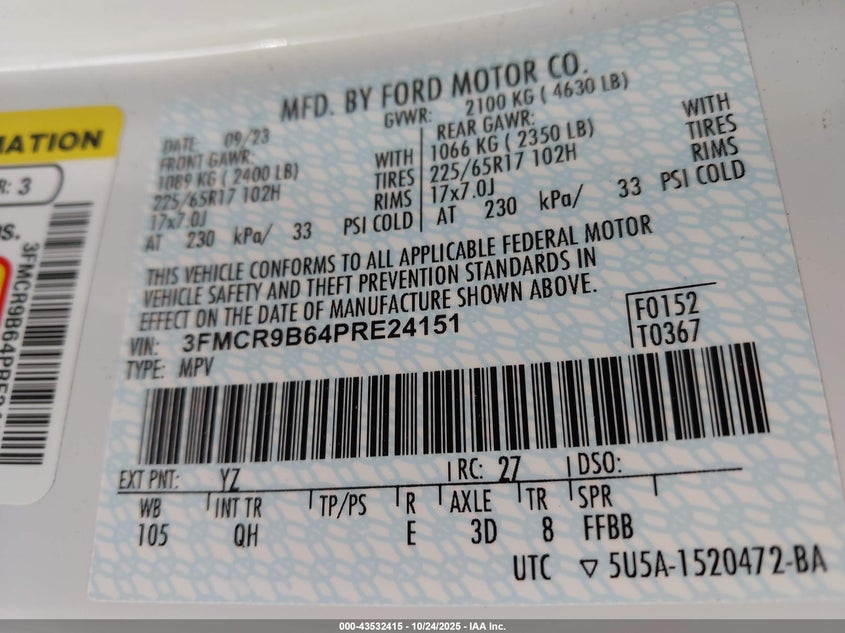 MFD. BY FORD MOTOR CO.
DATE: 09/23 GVWR: 2100 KG ( 4630 LB)
FRONT GAWR: REAR GAWR:
1089 KG ( 2400 LB) WITH 1066 KG ( 2350 LB) WITH
225/65R17 102H TIRES 225/65R17 102H TIRES
17x7.0J RIMS 17x7.0J RIMS
AT 230 kPa/ 33 PSI COLD AT 230 kPa/ 33 PSI COLD
THIS VEHICLE CONFORMS TO ALL APPLICABLE FEDERAL MOTOR
VEHICLE SAFETY AND THEFT PREVENTION STANDARDS IN
EFFECT ON THE DATE OF MANUFACTURE SHOWN ABOVE.
VIN: 3FMCR9B64PRE24151
F0152
T0367
TYPE: MPV
EXT PNT: YZ RC: 27 DSO:
WB INT TR TP/PS R AXLE TR SPR
105 QH E 3D 8 FFBB
UTC ▽ 5U5A-1520472-BA
MATION
R: 3
3FMCR9B64PRE2
000-43532415 - 10/24/2025 - IAA Inc.